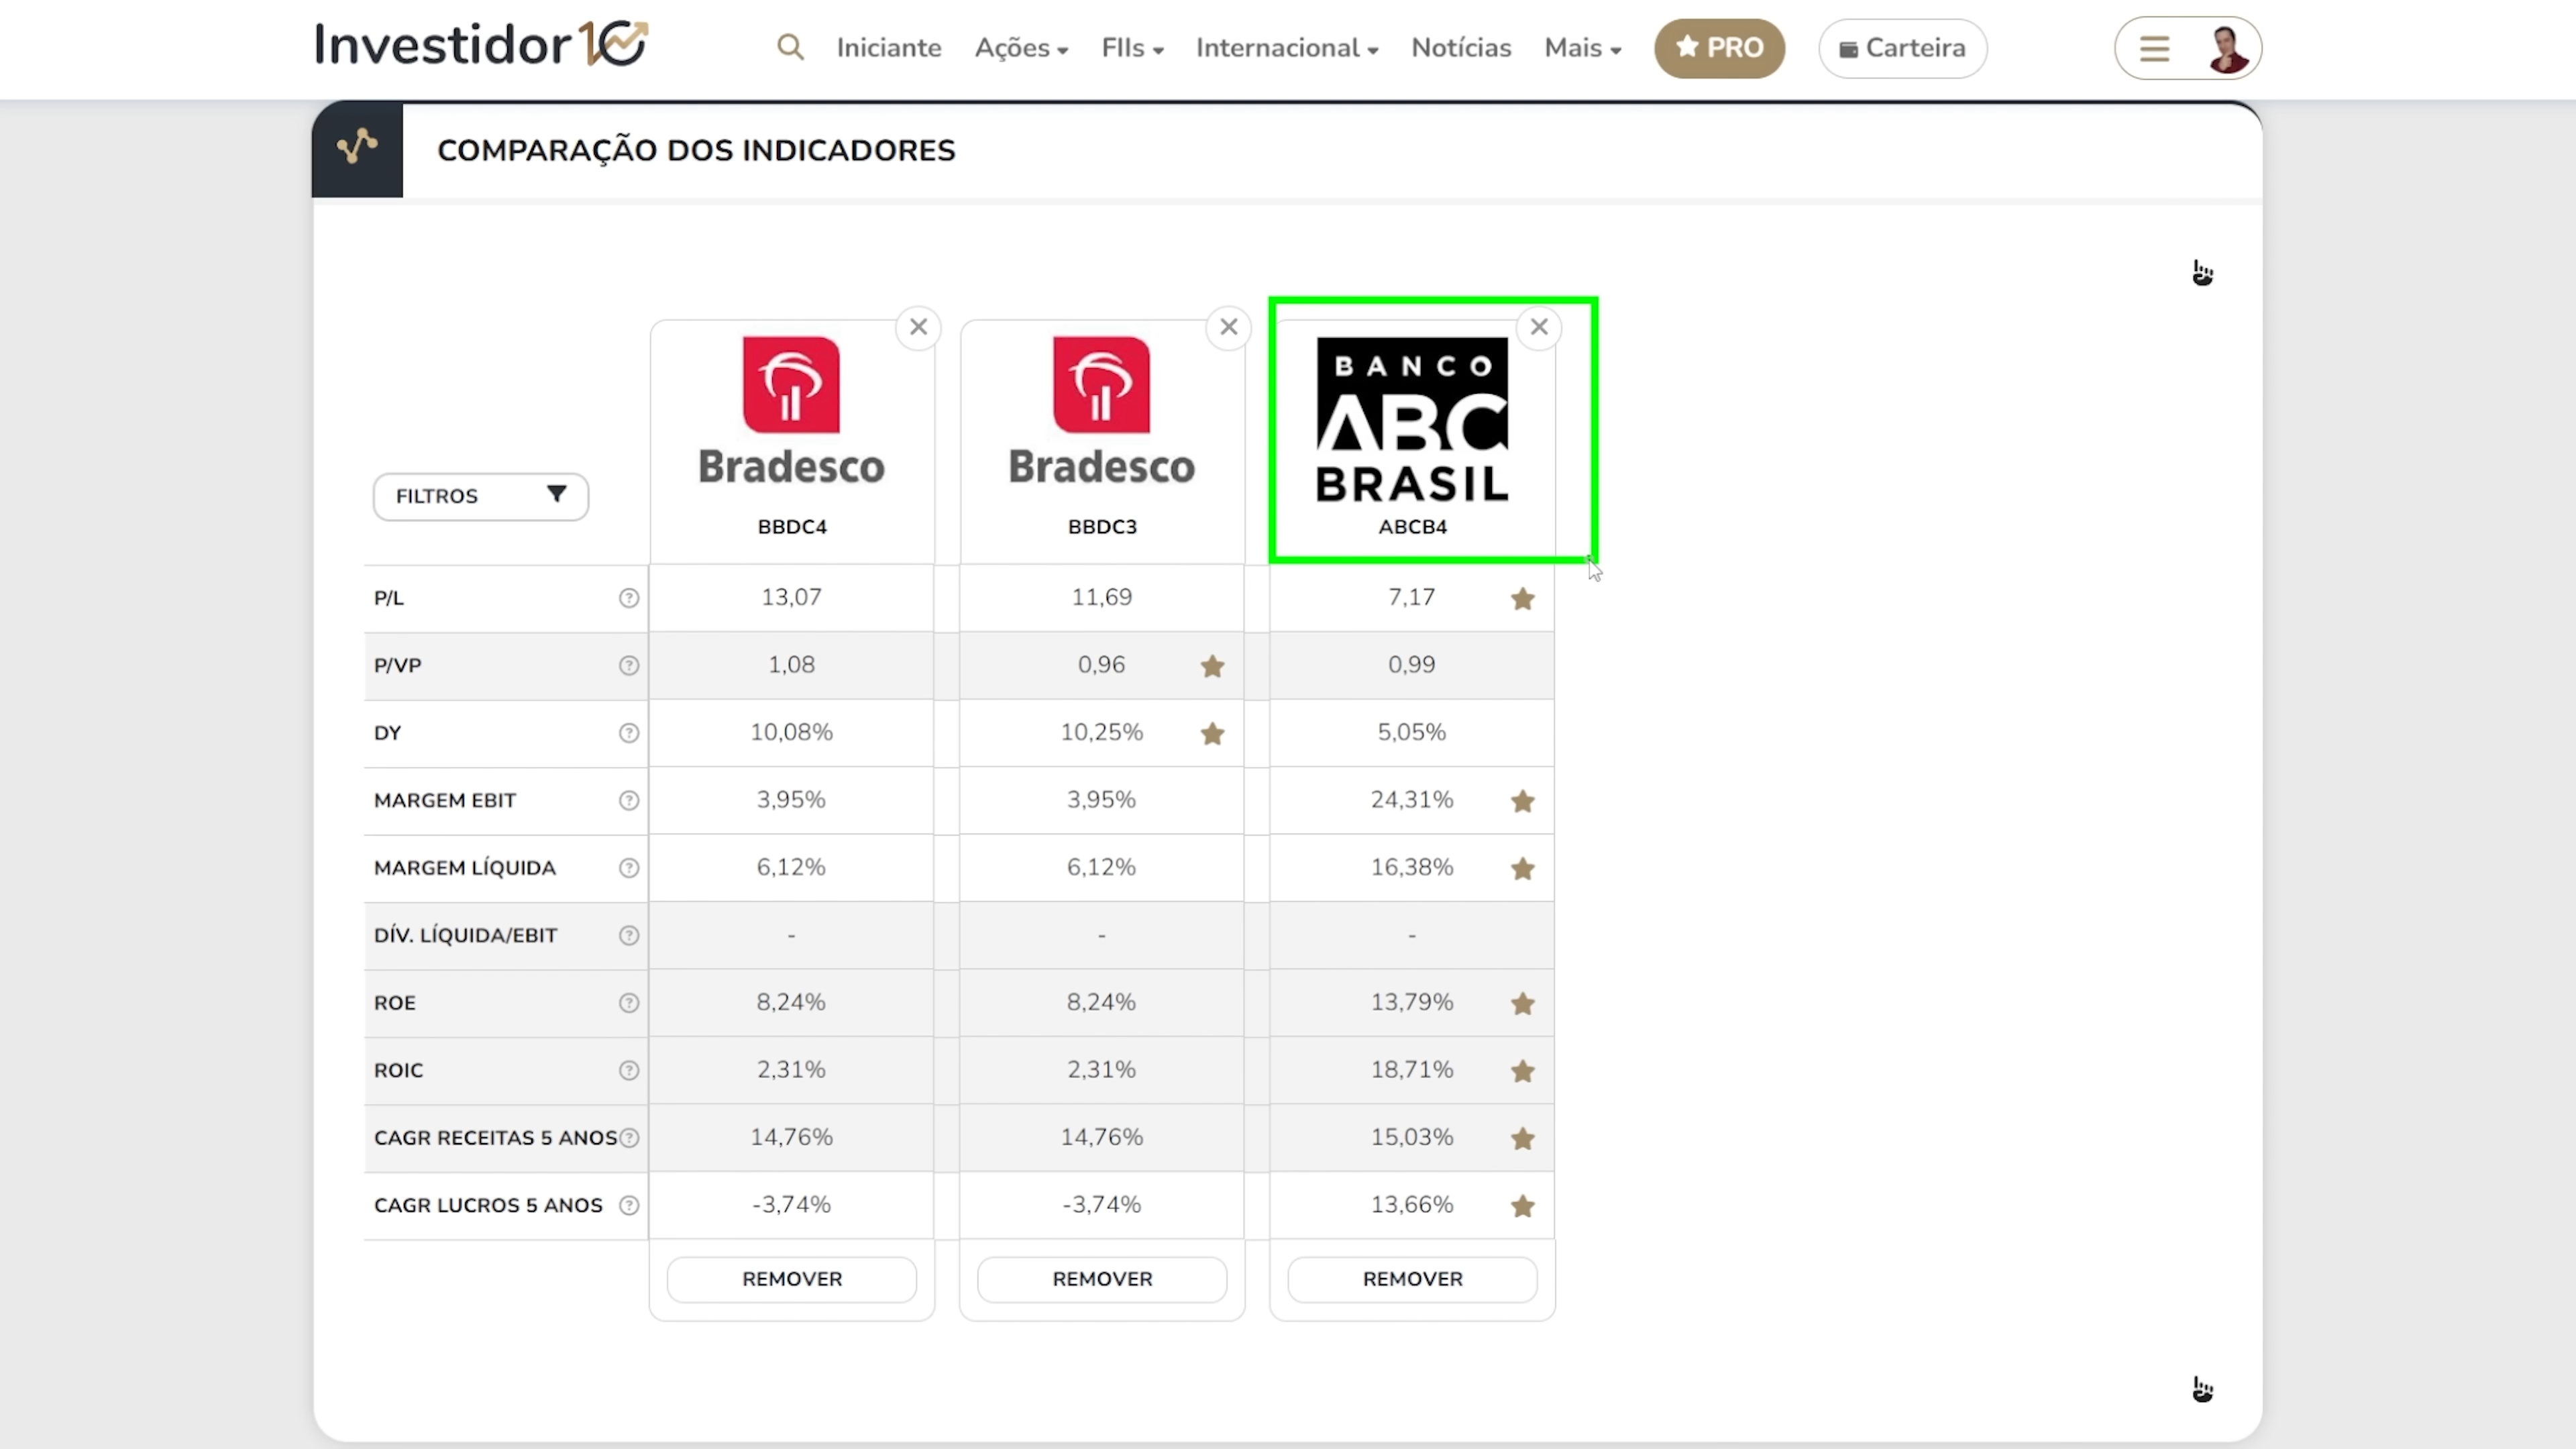 Investidor10
Iniciante
Ações
FIIs
Internacional
Notícias
Mais
PRO
Carteira
COMPARAÇÃO DOS INDICADORES
FILTROS
Bradesco
BBDC4
Bradesco
BBDC3
BANCO
ABC
BRASIL
ABCB4
P/L ? 13,07 11,69 7,17
P/VP ? 1,08 0,96 0,99
DY ? 10,08% 10,25% 5,05%
MARGEM EBIT ? 3,95% 3,95% 24,31%
MARGEM LÍQUIDA ? 6,12% 6,12% 16,38%
DÍV. LÍQUIDA/EBIT ? - - -
ROE ? 8,24% 8,24% 13,79%
ROIC ? 2,31% 2,31% 18,71%
CAGR RECEITAS 5 ANOS ? 14,76% 14,76% 15,03%
CAGR LUCROS 5 ANOS ? -3,74% -3,74% 13,66%
REMOVER REMOVER REMOVER